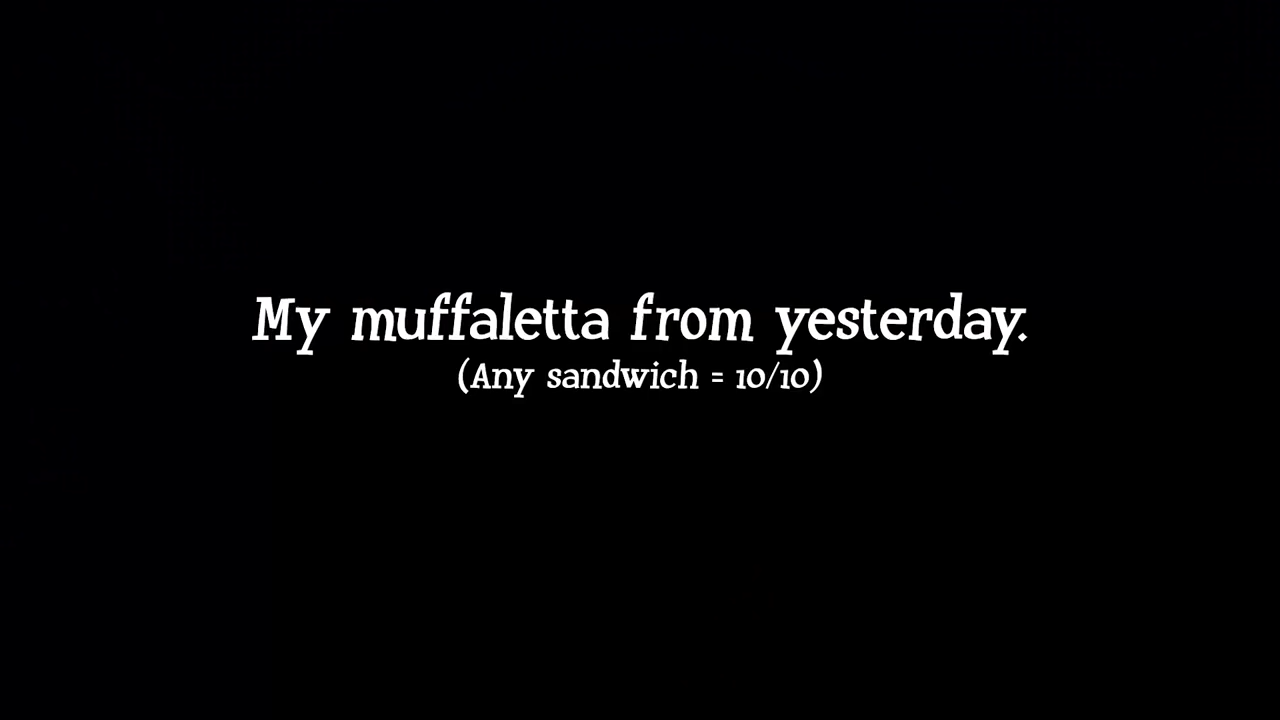 My muffaletta from yesterday.
(Any sandwich = 10/10)